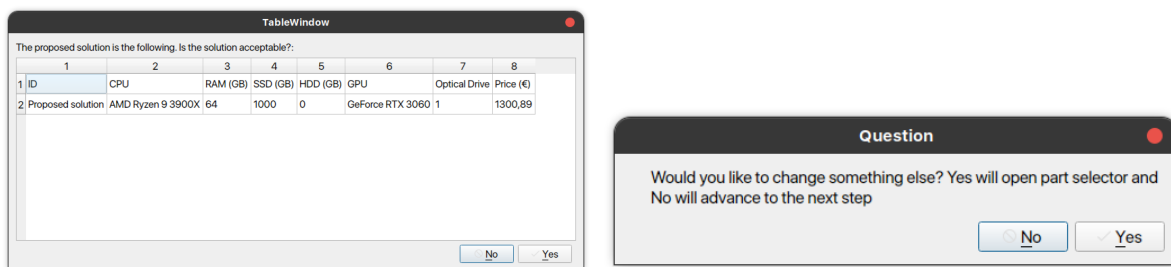 TableWindow
The proposed solution is the following. Is the solution acceptable?:
1 2 3 4 5 6 7 8
1 ID CPU RAM (GB) SSD (GB) HDD (GB) GPU Optical Drive Price (€)
2 Proposed solution AMD Ryzen 9 3900X 64 1000 0 GeForce RTX 3060 1 1300,89
No Yes
Question
Would you like to change something else? Yes will open part selector and
No will advance to the next step
No Yes